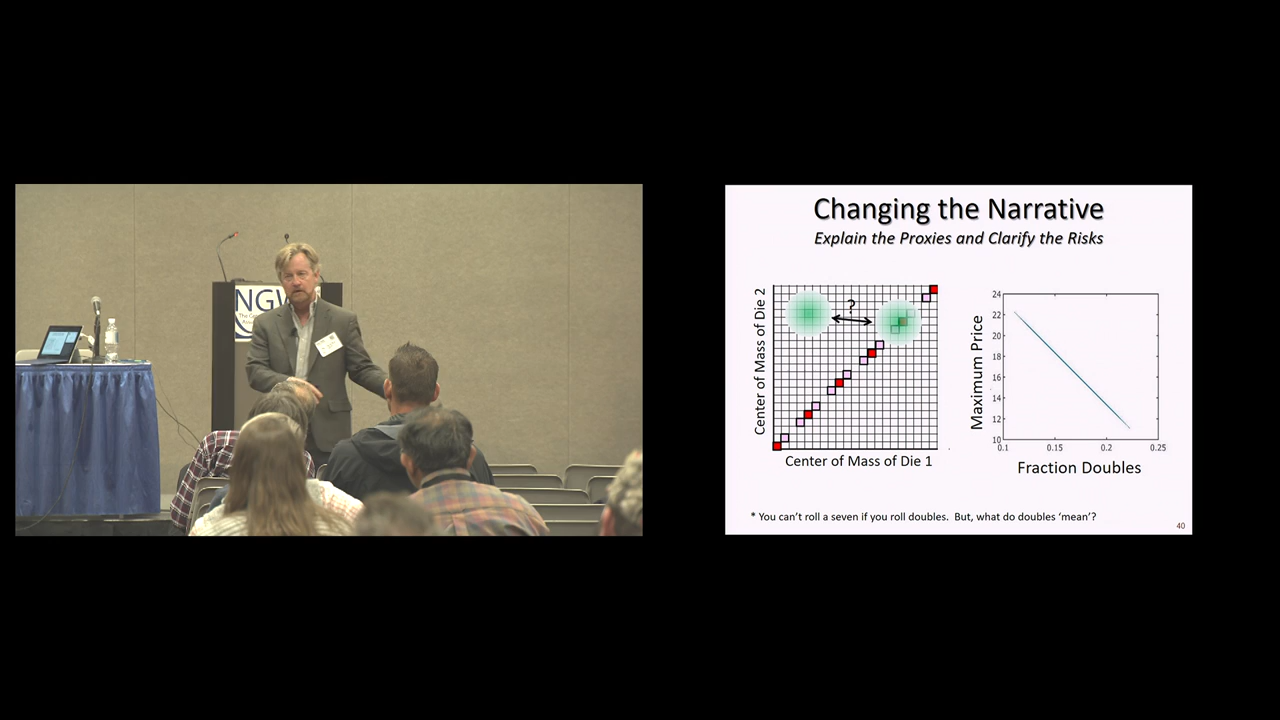 NGW
Changing the Narrative
Explain the Proxies and Clarify the Risks
Center of Mass of Die 2
?
Center of Mass of Die 1
Maximum Price
24
22
20
18
16
14
12
10
0.1
0.15
0.2
0.25
Fraction Doubles
* You can't roll a seven if you roll doubles. But, what do doubles 'mean'?
40